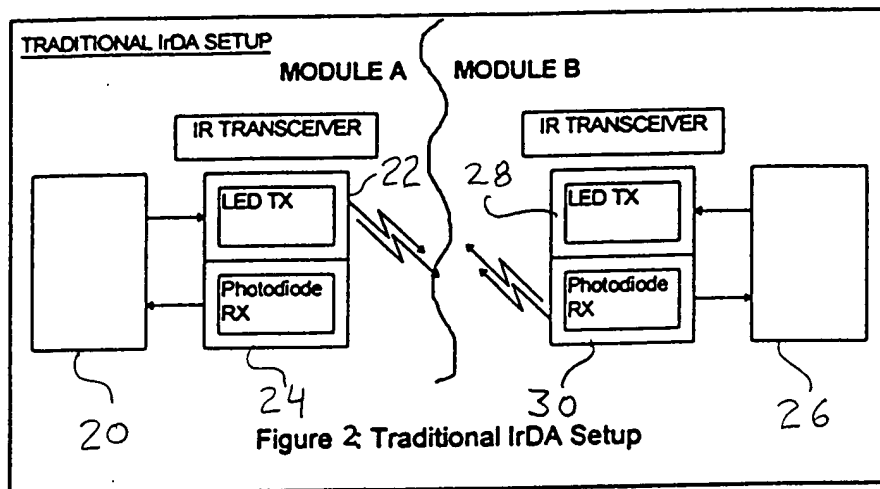 TRADITIONAL IrDA SETUP
MODULE A MODULE B
IR TRANSCEIVER
IR TRANSCEIVER
22
28
LED TX
LED TX
Photodiode
RX
Photodiode
RX
20
24
30
26
Figure 2: Traditional IrDA Setup